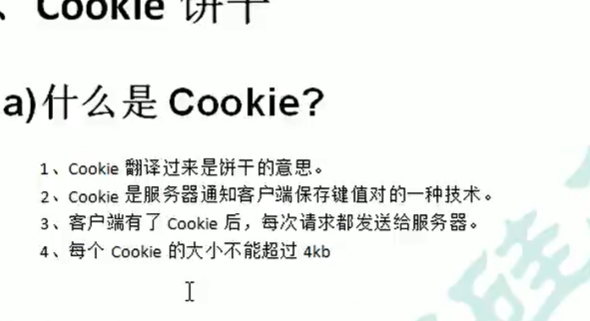 、Cookie 饼干
a)什么是 Cookie?
1、Cookie 翻译过来是饼干的意思。
2、Cookie 是服务器通知客户端保存键值对的一种技术。
3、客户端有了 Cookie 后，每次请求都发送给服务器。
4、每个 Cookie 的大小不能超过 4kb
硅